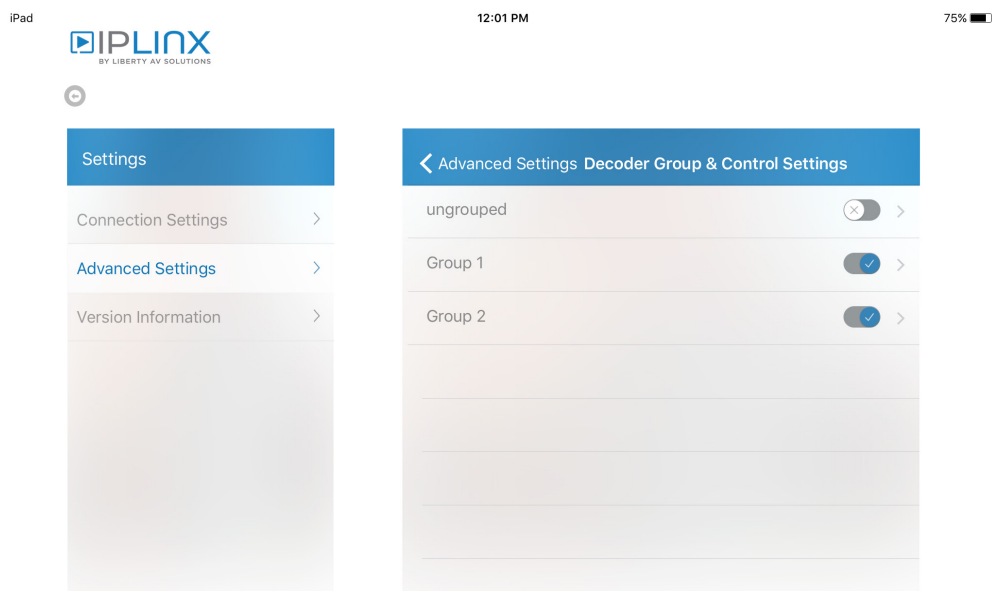 iPad 12:01 PM 75%
IPLINX
BY LIBERTY AV SOLUTIONS
Settings
Connection Settings
Advanced Settings
Version Information
Advanced Settings Decoder Group & Control Settings
ungrouped
Group 1
Group 2